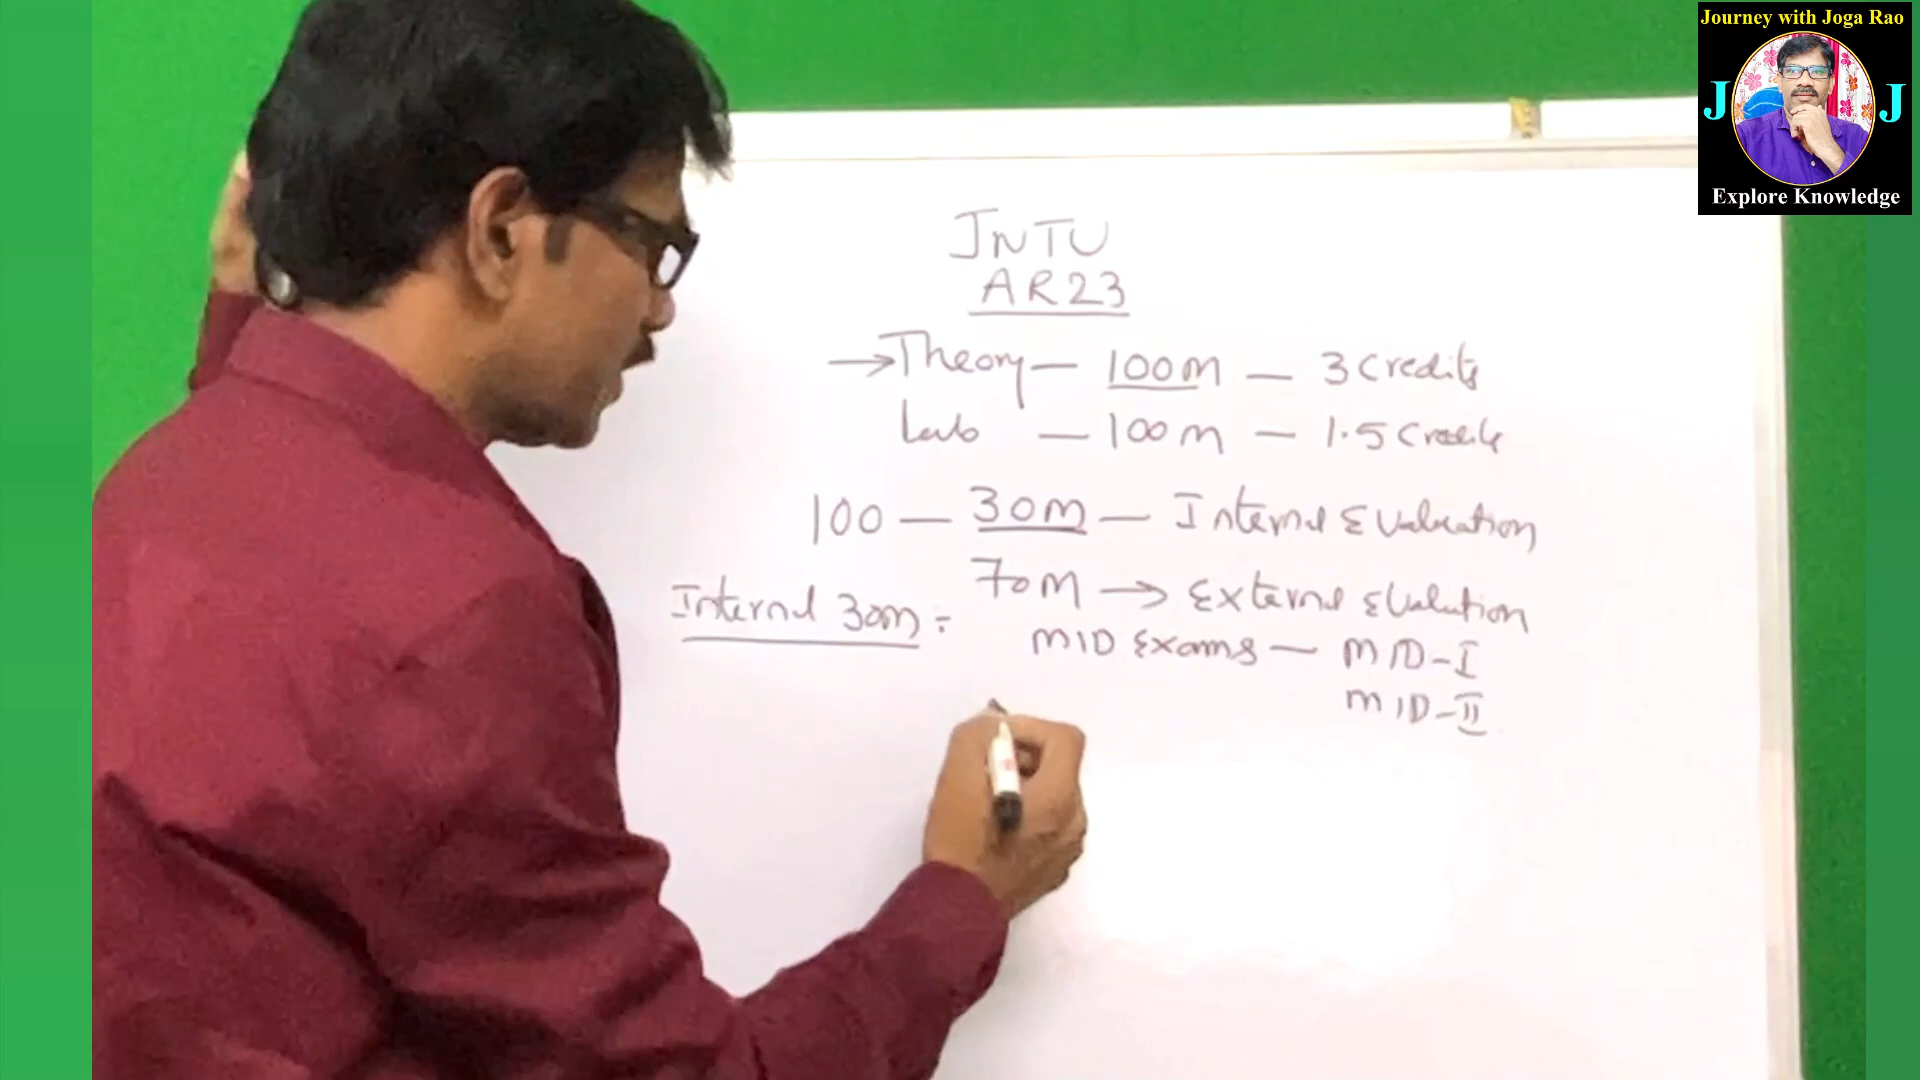 Journey with Joga Rao
J J
Explore Knowledge
JNTU
AR23
→ Theory — 100M — 3 Credits
Lab — 100 M — 1.5 Credits
100 — 30M — Internal Evaluation
70M → External Evaluation
Internal 30M :
MID Exams — MID-I
MID-II